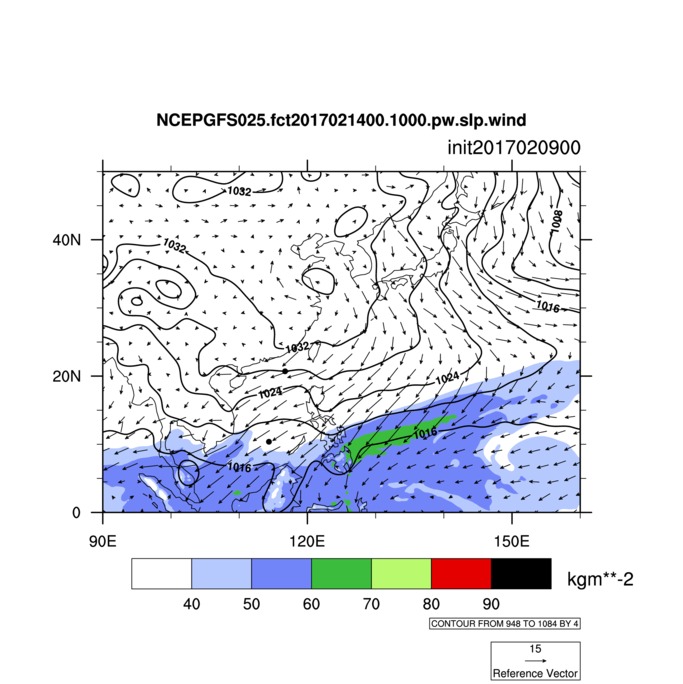 NCEPGFS025.fct2017021400.1000.pw.slp.wind
init2017020900
1032
1008
40N
1032
1016
1032
20N
1024
1024
1016
1016
0
90E 120E 150E
kgm**-2
40 50 60 70 80 90
CONTOUR FROM 948 TO 1084 BY 4
15
Reference Vector